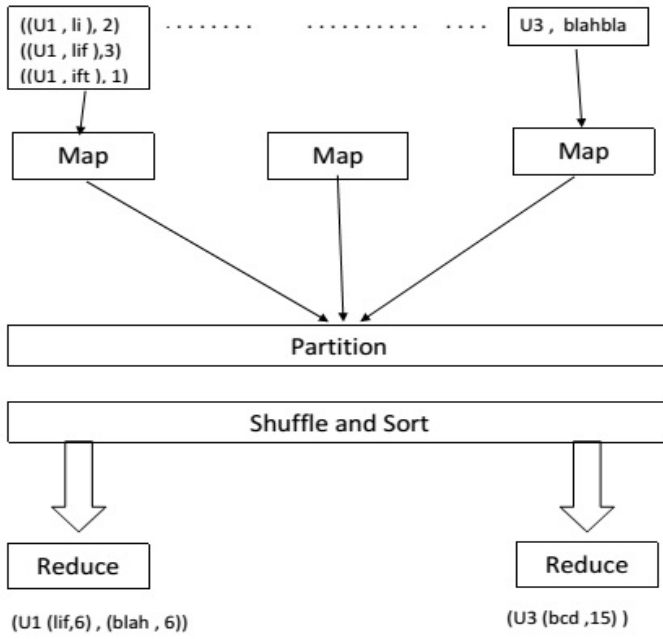 ((U1 , li ), 2)
((U1 , lif ),3)
((U1 , ift ), 1)
U3 , blahbla
Map
Map
Map
Partition
Shuffle and Sort
Reduce
Reduce
(U1 (lif,6) , (blah , 6))
(U3 (bcd ,15) )